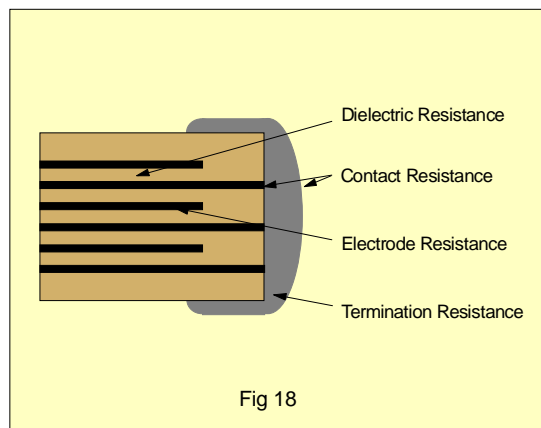 Dielectric Resistance
Contact Resistance
Electrode Resistance
Termination Resistance
Fig 18